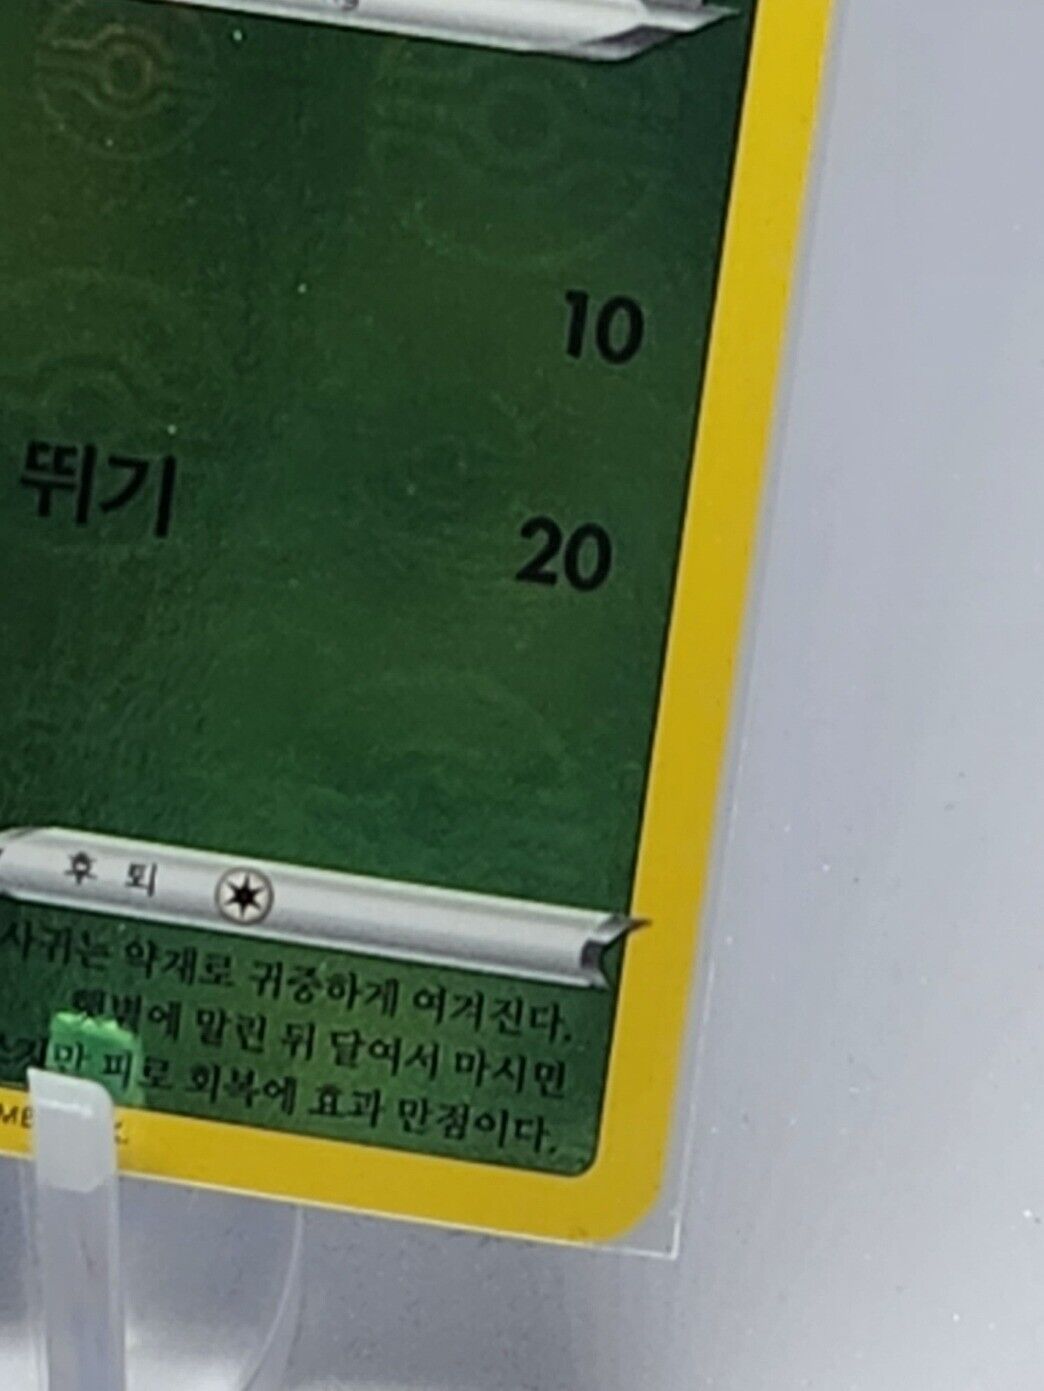 10
뛰기 20
후퇴
사귀는 약재로 귀중하게 여겨진다.
햇볕에 말린 뒤 달여서 마시면
만 피로 회복에 효과 만점이다.